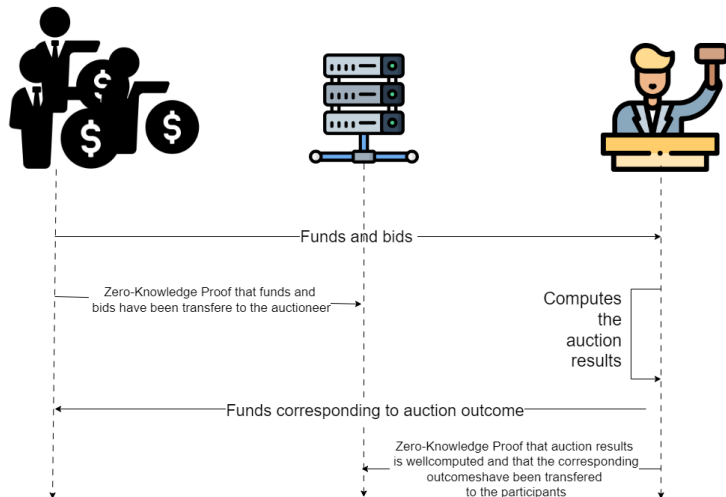 $
$
$
Funds and bids
Zero-Knowledge Proof that funds and
bids have been transfere to the auctioneer
Computes
the
auction
results
Funds corresponding to auction outcome
Zero-Knowledge Proof that auction results
is wellcomputed and that the corresponding
outcomeshave been transfered
to the participants